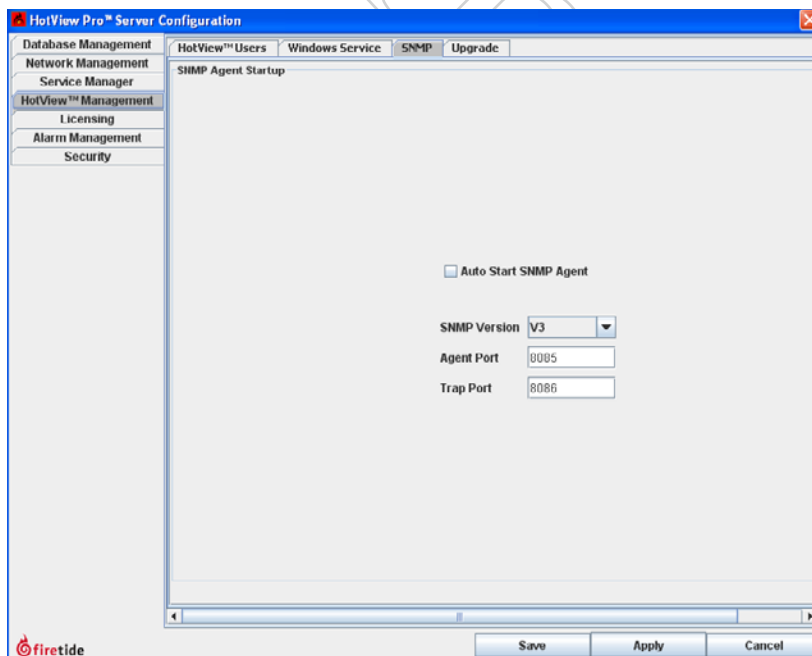 HotView Pro™ Server Configuration
Database Management
Network Management
Service Manager
HotView™ Management
Licensing
Alarm Management
Security
HotView™ Users
Windows Service
SNMP
Upgrade
SNMP Agent Startup
Auto Start SNMP Agent
SNMP Version V3
Agent Port 8085
Trap Port 8086
firetide
Save
Apply
Cancel